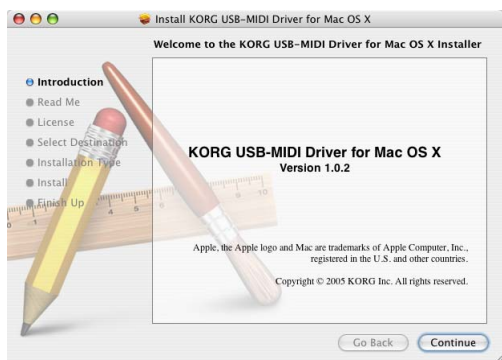 Install KORG USB-MIDI Driver for Mac OS X
Welcome to the KORG USB-MIDI Driver for Mac OS X Installer
Introduction
Read Me
License
Select Destination
Installation Type
Install
Finish Up
KORG USB-MIDI Driver for Mac OS X
Version 1.0.2
Apple, the Apple logo and Mac are trademarks of Apple Computer, Inc.,
registered in the U.S. and other countries.
Copyright © 2005 KORG Inc. All rights reserved.
Go Back
Continue